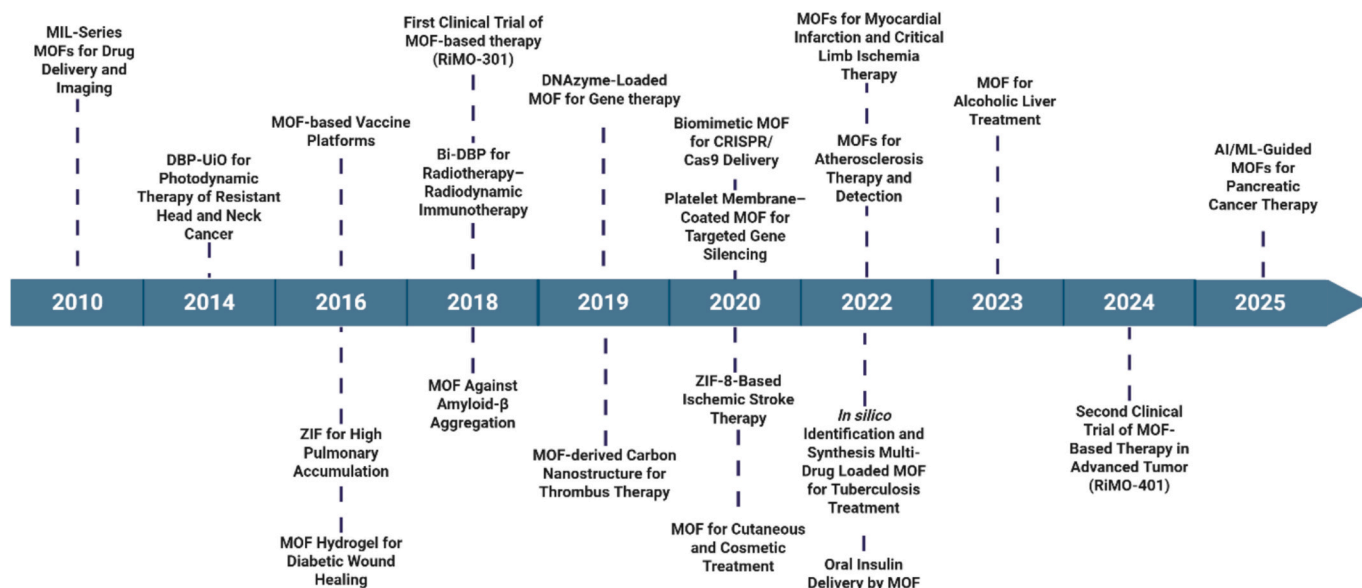 MIL-Series
MOFs for Drug
Delivery and
Imaging
DBP-UiO for
Photodynamic
Therapy of Resistant
Head and Neck
Cancer
MOF-based Vaccine
Platforms
First Clinical Trial of
MOF-based therapy
(RiMO-301)
Bi-DBP for
Radiotherapy–
Radiodynamic
Immunotherapy
DNAzyme-Loaded
MOF for Gene therapy
Biomimetic MOF
for CRISPR/
Cas9 Delivery
Platelet Membrane–
Coated MOF for
Targeted Gene
Silencing
MOFs for Myocardial
Infarction and Critical
Limb Ischemia
Therapy
MOFs for
Atherosclerosis
Therapy and
Detection
MOF for
Alcoholic Liver
Treatment
AI/ML-Guided
MOFs for
Pancreatic
Cancer Therapy
2010
2014
2016
2018
2019
2020
2022
2023
2024
2025
ZIF for High
Pulmonary
Accumulation
MOF Hydrogel for
Diabetic Wound
Healing
MOF Against
Amyloid-β
Aggregation
MOF-derived Carbon
Nanostructure for
Thrombus Therapy
ZIF-8-Based
Ischemic Stroke
Therapy
MOF for Cutaneous
and Cosmetic
Treatment
In silico
Identification and
Synthesis Multi-
Drug Loaded MOF
for Tuberculosis
Treatment
Oral Insulin
Delivery by MOF
Second Clinical
Trial of MOF-
Based Therapy in
Advanced Tumor
(RiMO-401)